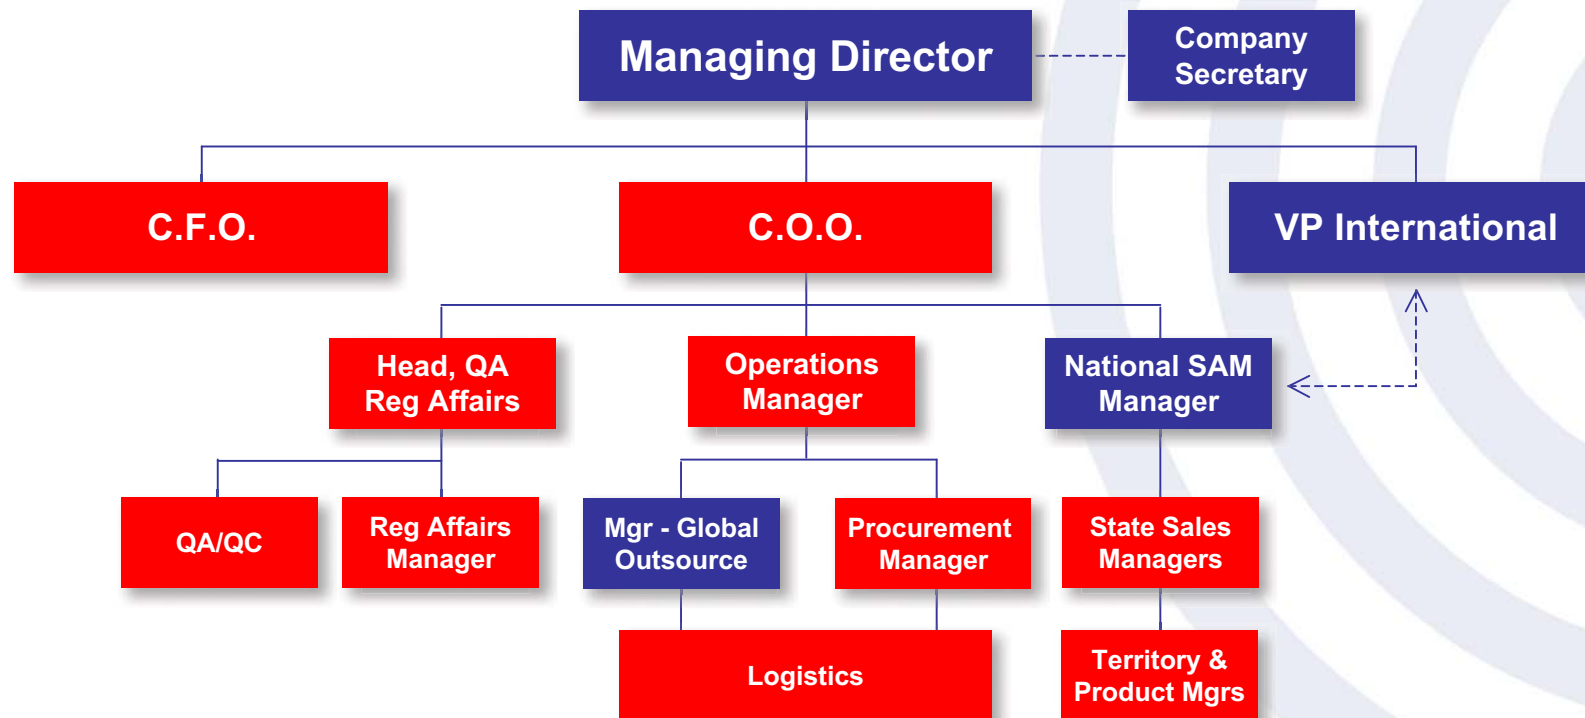 Managing Director
Company
Secretary
C.F.O.
C.O.O.
VP International
Head, QA
Reg Affairs
Operations
Manager
National SAM
Manager
QA/QC
Reg Affairs
Manager
Mgr - Global
Outsource
Procurement
Manager
State Sales
Managers
Logistics
Territory &
Product Mgrs